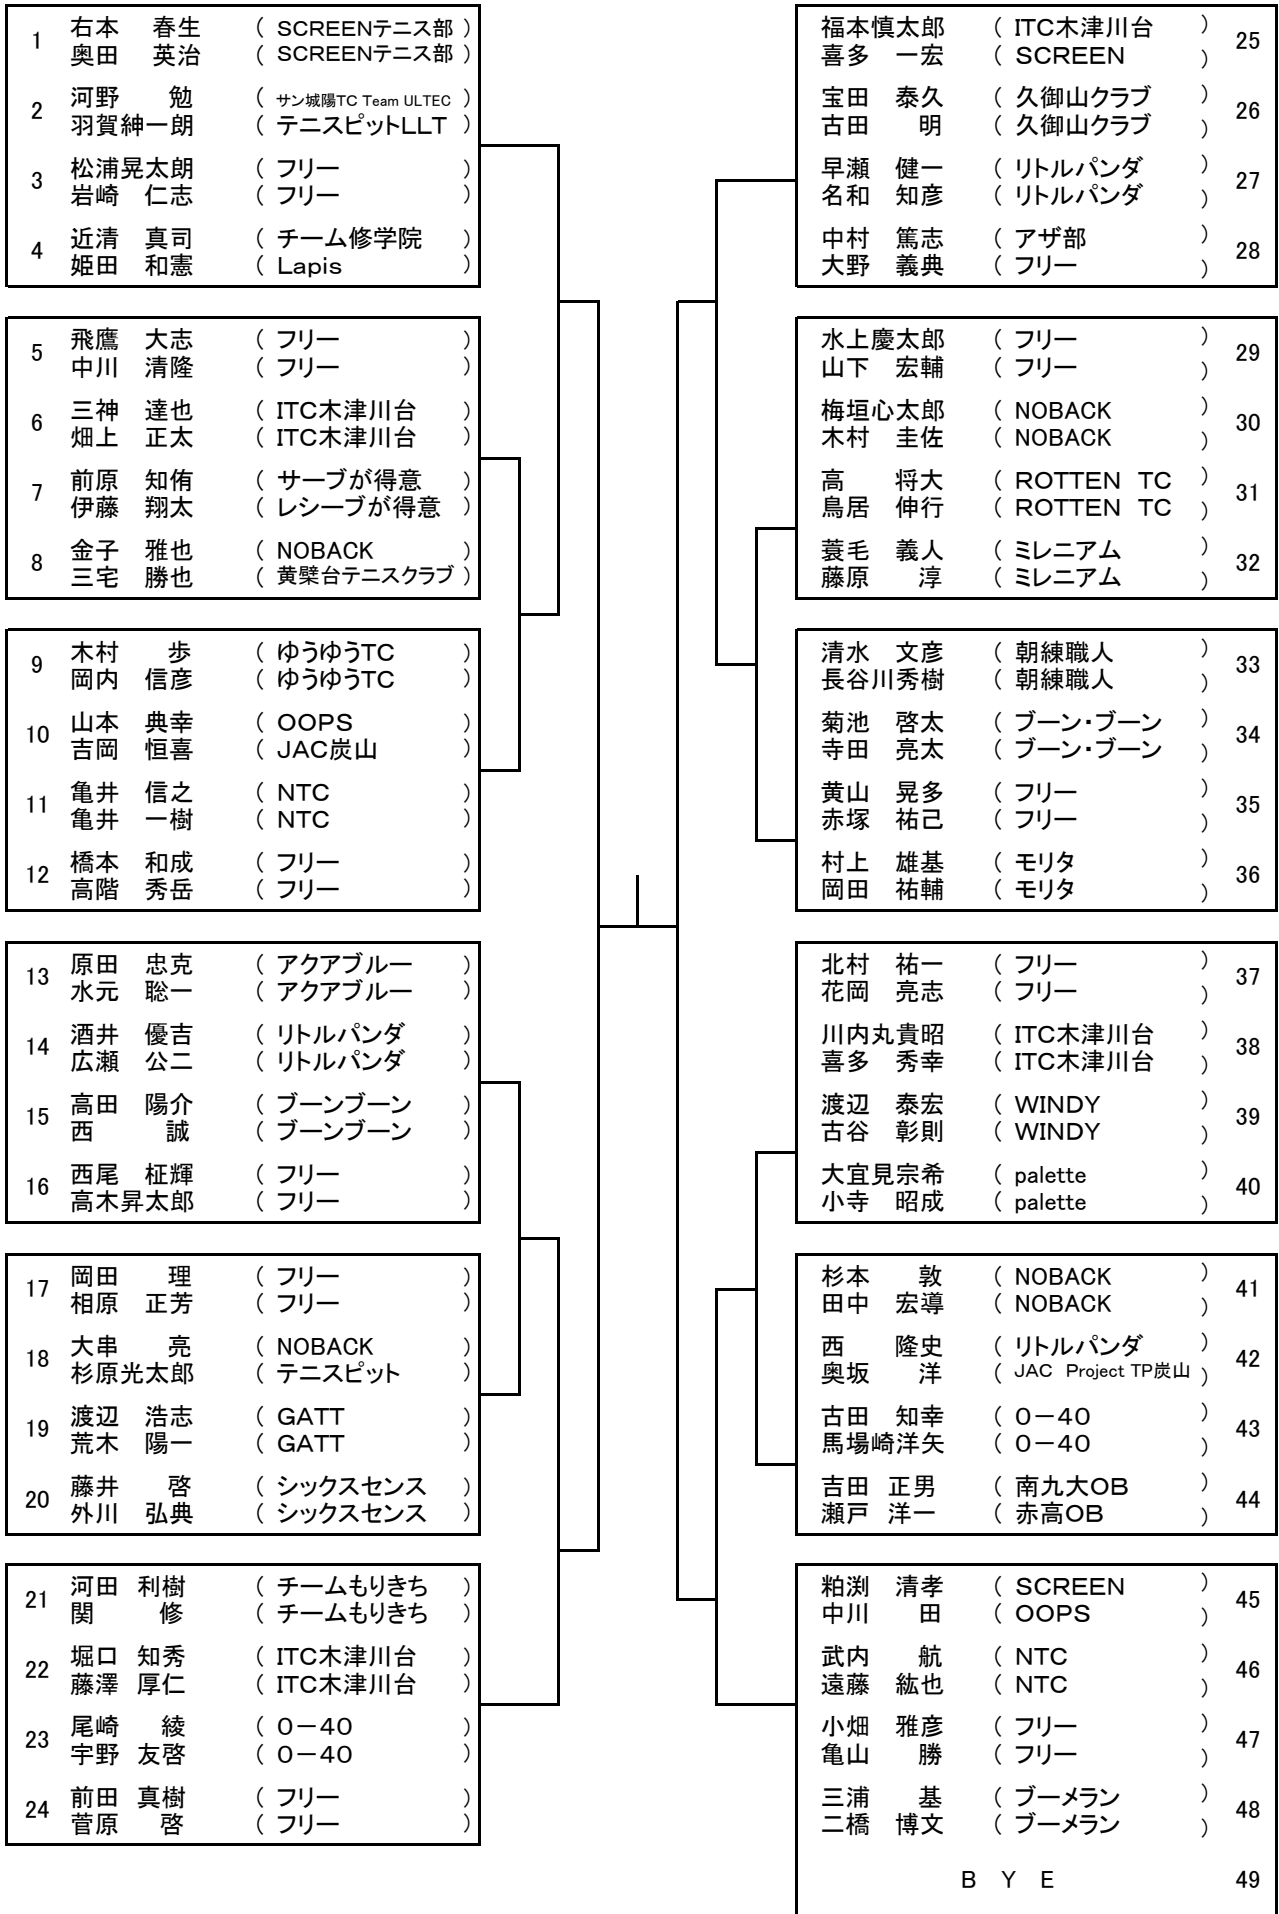 1
右本　春生 ( SCREENテニス部 )
奥田　英治 ( SCREENテニス部 )
2
河野　　勉 ( サン城陽TC Team ULTEC )
羽賀紳一朗 ( テニスピットLLT )
3
松浦晃太朗 ( フリー )
岩崎　仁志 ( フリー )
4
近清　真司 ( チーム修学院 )
姫田　和憲 ( Lapis )
5
飛鷹　大志 ( フリー )
中川　清隆 ( フリー )
6
三神　達也 ( ITC木津川台 )
畑上　正太 ( ITC木津川台 )
7
前原　知侑 ( サーブが得意 )
伊藤　翔太 ( レシーブが得意 )
8
金子　雅也 ( NOBACK )
三宅　勝也 ( 黄檗台テニスクラブ )
9
木村　　歩 ( ゆうゆうTC )
岡内　信彦 ( ゆうゆうTC )
10
山本　典幸 ( OOPS )
吉岡　恒喜 ( JAC炭山 )
11
亀井　信之 ( NTC )
亀井　一樹 ( NTC )
12
橋本　和成 ( フリー )
高階　秀岳 ( フリー )
13
原田　忠克 ( アクアブルー )
水元　聡一 ( アクアブルー )
14
酒井　優吉 ( リトルパンダ )
広瀬　公二 ( リトルパンダ )
15
高田　陽介 ( ブーンブーン )
西　　　誠 ( ブーンブーン )
16
西尾　柾輝 ( フリー )
高木昇太郎 ( フリー )
17
岡田　　理 ( フリー )
相原　正芳 ( フリー )
18
大串　　亮 ( NOBACK )
杉原光太郎 ( テニスピット )
19
渡辺　浩志 ( GATT )
荒木　陽一 ( GATT )
20
藤井　　啓 ( シックスセンス )
外川　弘典 ( シックスセンス )
21
河田　利樹 ( チームもりきち )
関　　　修 ( チームもりきち )
22
堀口　知秀 ( ITC木津川台 )
藤澤　厚仁 ( ITC木津川台 )
23
尾崎　　綾 ( 0－40 )
宇野　友啓 ( 0－40 )
24
前田　真樹 ( フリー )
菅原　　啓 ( フリー )
福本慎太郎 ( ITC木津川台 )
喜多　一宏 ( SCREEN )
25
宝田　泰久 ( 久御山クラブ )
古田　　明 ( 久御山クラブ )
26
早瀬　健一 ( リトルパンダ )
名和　知彦 ( リトルパンダ )
27
中村　篤志 ( アザ部 )
大野　義典 ( フリー )
28
水上慶太郎 ( フリー )
山下　宏輔 ( フリー )
29
梅垣心太郎 ( NOBACK )
木村　圭佐 ( NOBACK )
30
高　　将大 ( ROTTEN TC )
鳥居　伸行 ( ROTTEN TC )
31
蓑毛　義人 ( ミレニアム )
藤原　　淳 ( ミレニアム )
32
清水　文彦 ( 朝練職人 )
長谷川秀樹 ( 朝練職人 )
33
菊池　啓太 ( ブーン・ブーン )
寺田　亮太 ( ブーン・ブーン )
34
黄山　晃多 ( フリー )
赤塚　祐己 ( フリー )
35
村上　雄基 ( モリタ )
岡田　祐輔 ( モリタ )
36
北村　祐一 ( フリー )
花岡　亮志 ( フリー )
37
川内丸貴昭 ( ITC木津川台 )
喜多　秀幸 ( ITC木津川台 )
38
渡辺　泰宏 ( WINDY )
古谷　彰則 ( WINDY )
39
大宜見宗希 ( palette )
小寺　昭成 ( palette )
40
杉本　　敦 ( NOBACK )
田中　宏導 ( NOBACK )
41
西　　隆史 ( リトルパンダ )
奥坂　　洋 ( JAC Project TP炭山 )
42
古田　知幸 ( 0－40 )
馬場崎洋矢 ( 0－40 )
43
吉田　正男 ( 南九大OB )
瀬戸　洋一 ( 赤高OB )
44
粕渕　清孝 ( SCREEN )
中川　　田 ( OOPS )
45
武内　　航 ( NTC )
遠藤　紘也 ( NTC )
46
小畑　雅彦 ( フリー )
亀山　　勝 ( フリー )
47
三浦　　基 ( ブーメラン )
二橋　博文 ( ブーメラン )
48
B Y E
49